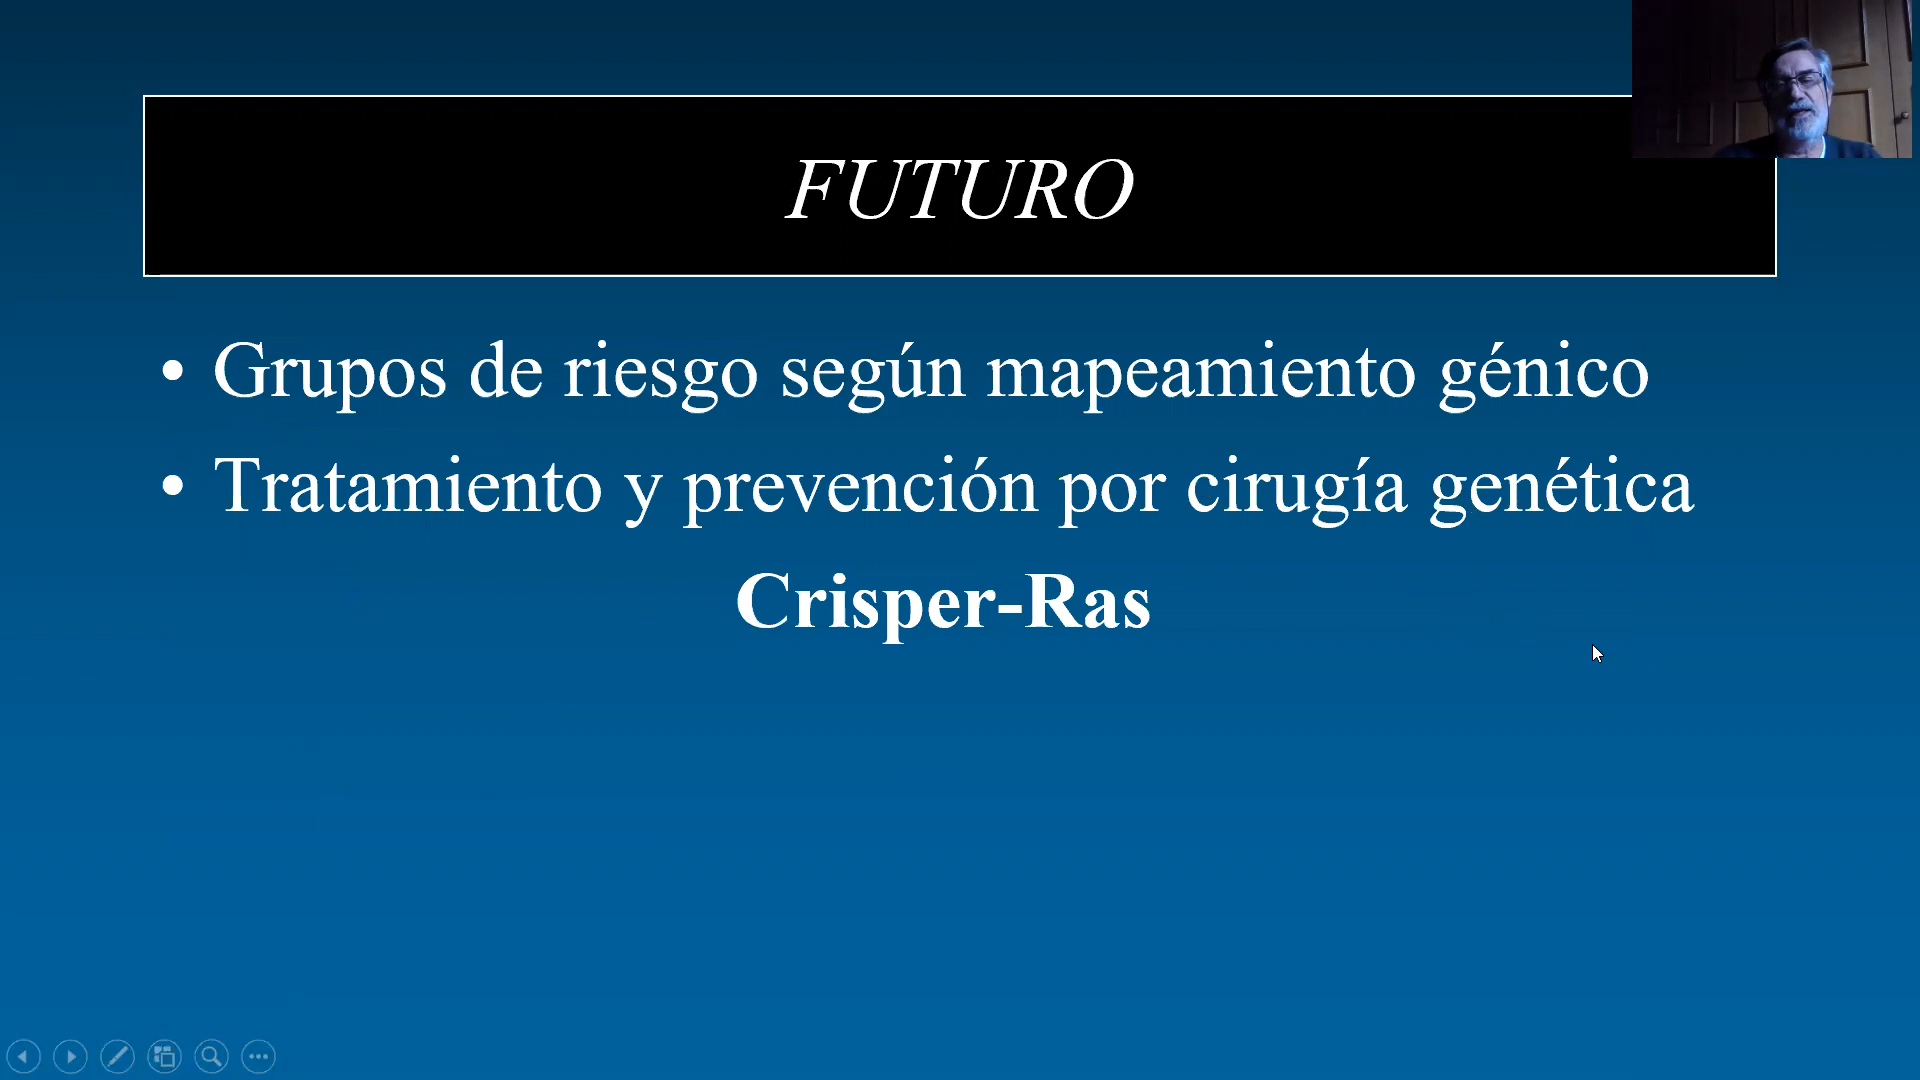 FUTURO
• Grupos de riesgo según mapeamiento génico
• Tratamiento y prevención por cirugía genética
Crisper-Ras